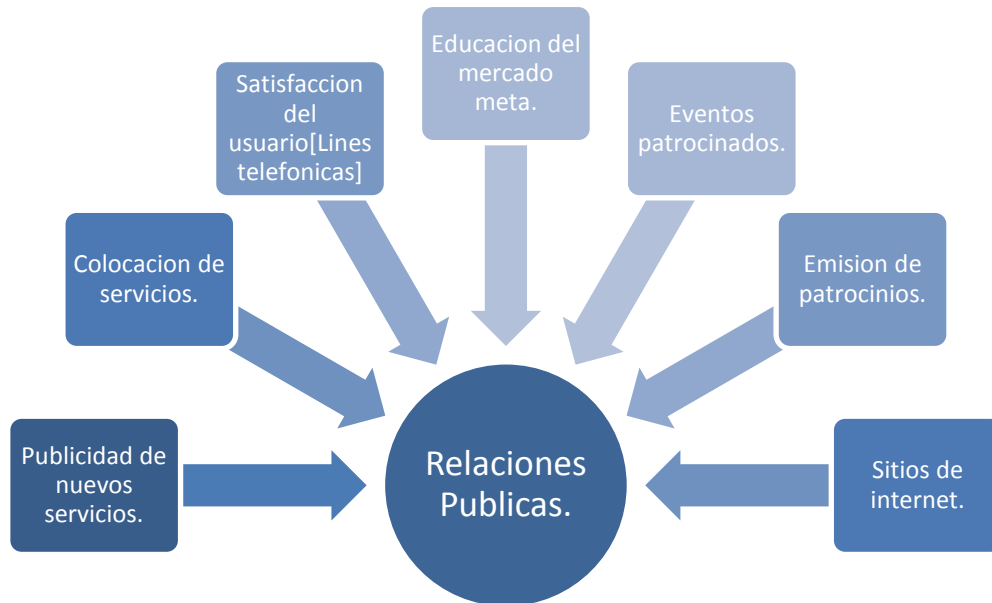 Publicidad de
nuevos
servicios.
Colocacion de
servicios.
Satisfaccion
del
usuario[Lines
telefonicas]
Educacion del
mercado
meta.
Eventos
patrocinados.
Emision de
patrocinios.
Sitios de
internet.
Relaciones
Publicas.